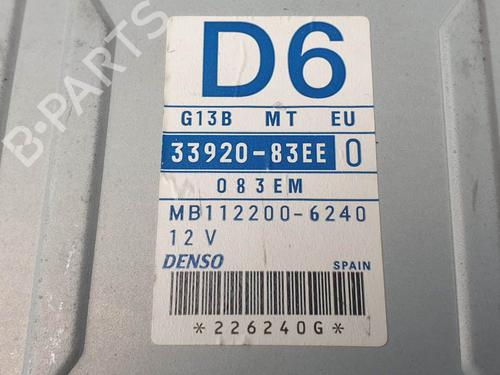 D6
G13B MT EU
33920-83EE 0
083EM
MB112200-6240
12 V
DENSO SPAIN
*226240G*
B-PARTS